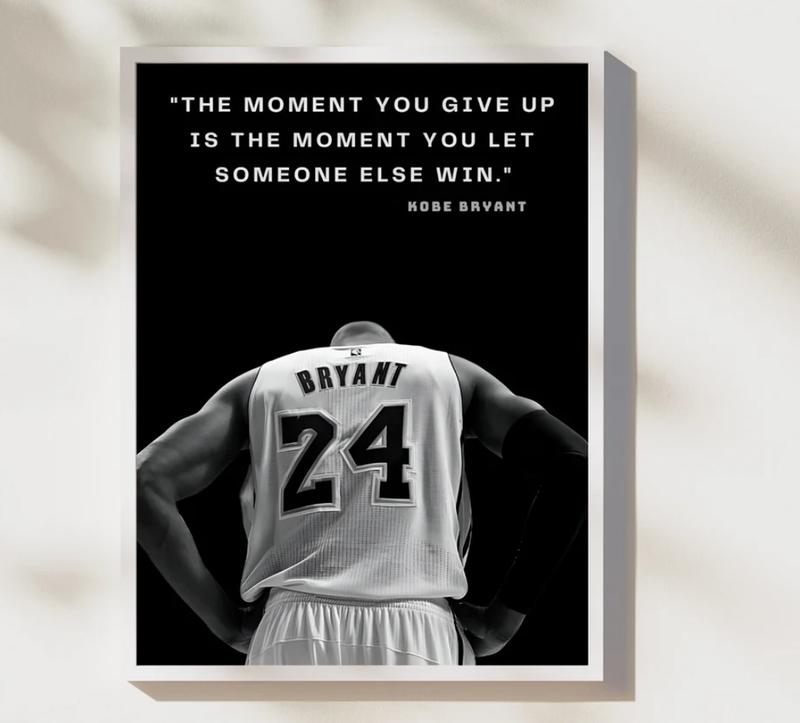 "THE MOMENT YOU GIVE UP
IS THE MOMENT YOU LET
SOMEONE ELSE WIN."
KOBE BRYANT
BRYANT
24